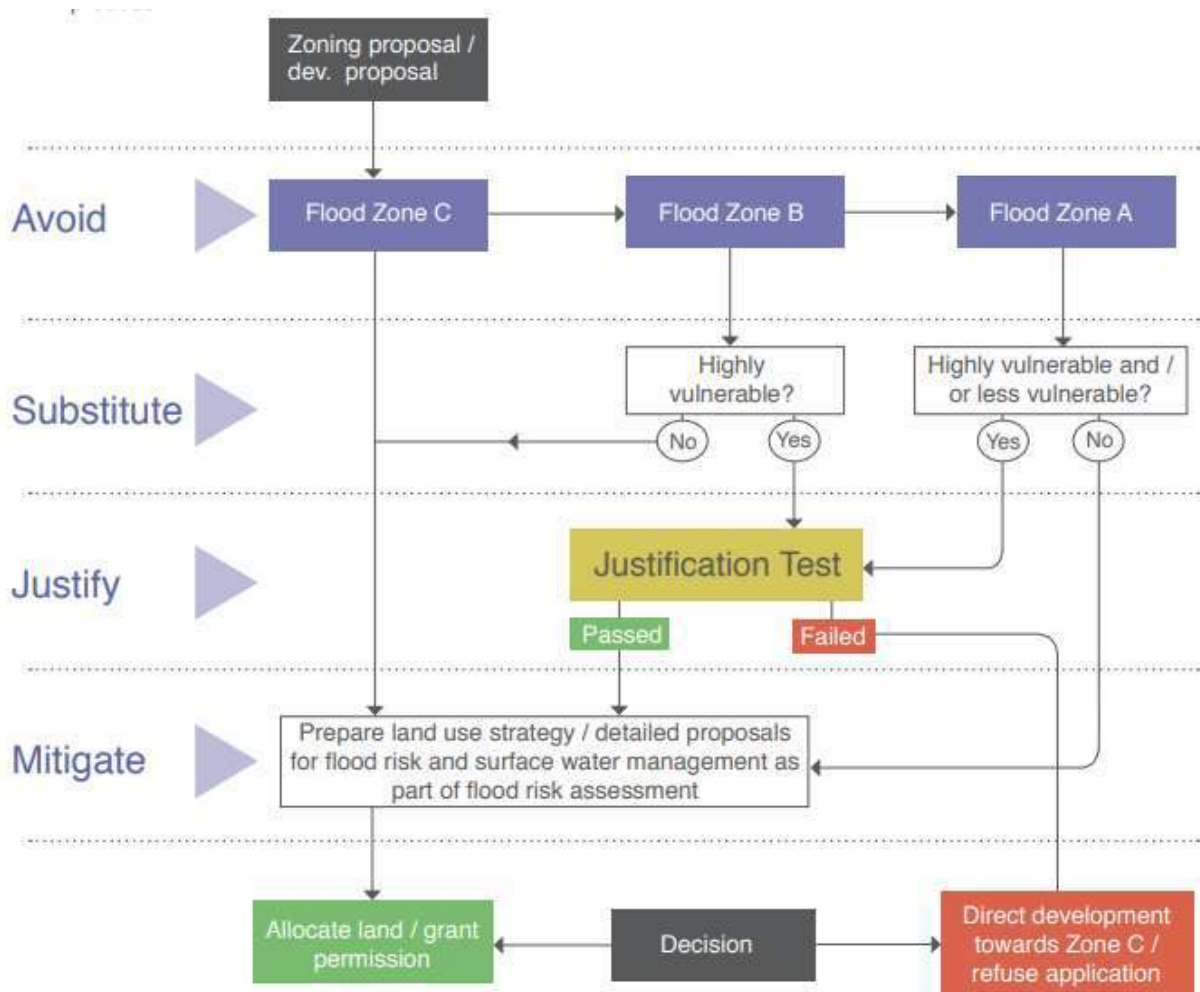 Zoning proposal /
dev. proposal
Avoid
Flood Zone C
Flood Zone B
Flood Zone A
Substitute
Highly
vulnerable?
No
Yes
Highly vulnerable and /
or less vulnerable?
Yes
No
Justify
Justification Test
Passed
Failed
Mitigate
Prepare land use strategy / detailed proposals
for flood risk and surface water management as
part of flood risk assessment
Allocate land / grant
permission
Decision
Direct development
towards Zone C /
refuse application